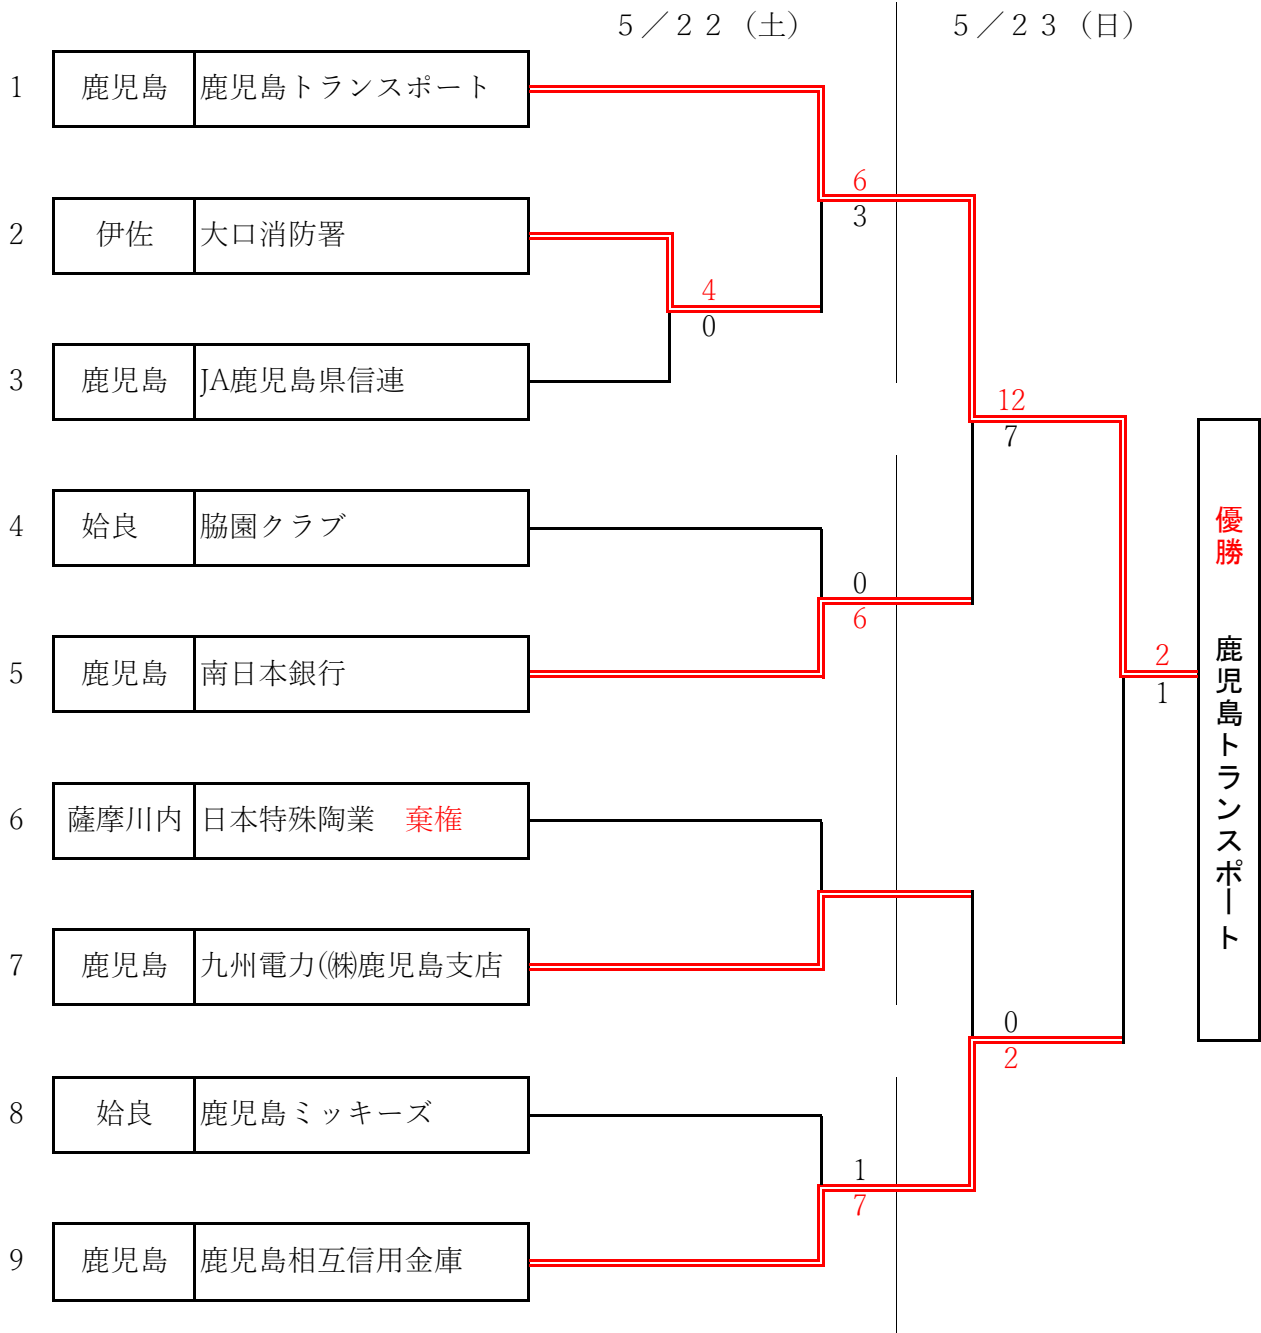 ５／２２（土）
５／２３（日）
1 鹿児島 鹿児島トランスポート
6
3
2 伊佐 大口消防署
4
0
3 鹿児島 JA鹿児島県信連
12
7
4 姶良 脇園クラブ
0
6
5 鹿児島 南日本銀行
2
1
優勝 鹿児島トランスポート
6 薩摩川内 日本特殊陶業 棄権
7 鹿児島 九州電力(㈱鹿児島支店
0
2
8 姶良 鹿児島ミッキーズ
1
7
9 鹿児島 鹿児島相互信用金庫